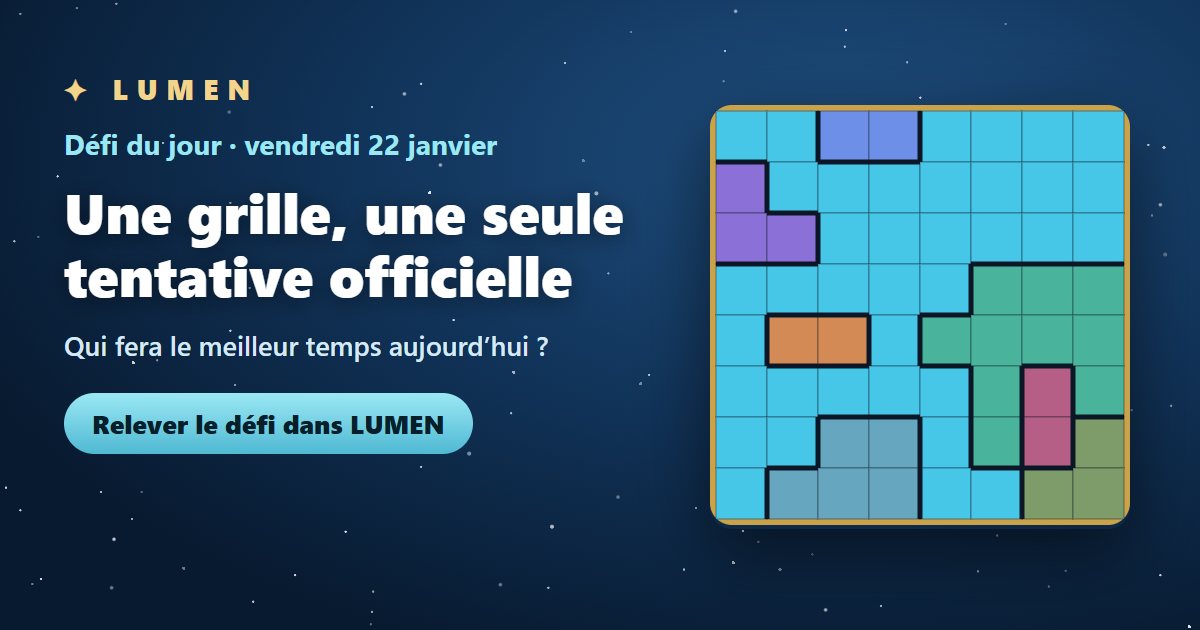 ✦ LUMEN
Défi du jour · vendredi 22 janvier
Une grille, une seule
tentative officielle
Qui fera le meilleur temps aujourd’hui ?
Relever le défi dans LUMEN